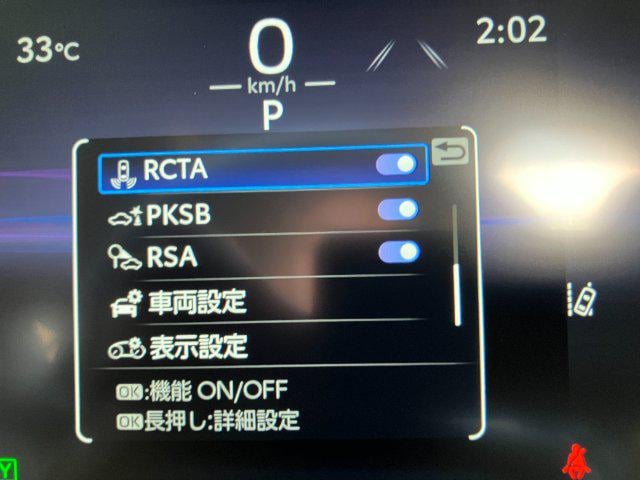 33℃
0
km/h
P
2:02
RCTA
PKSB
RSA
車両設定
表示設定
OK:機能 ON/OFF
OK長押し:詳細設定
Y